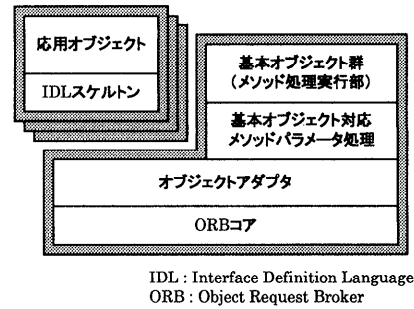 応用オブジェクト
IDLスケルトン
基本オブジェクト群
(メソッド処理実行部)
基本オブジェクト対応
メソッドパラメータ処理
オブジェクトアダプタ
ORBコア
IDL : Interface Definition Language
ORB : Object Request Broker